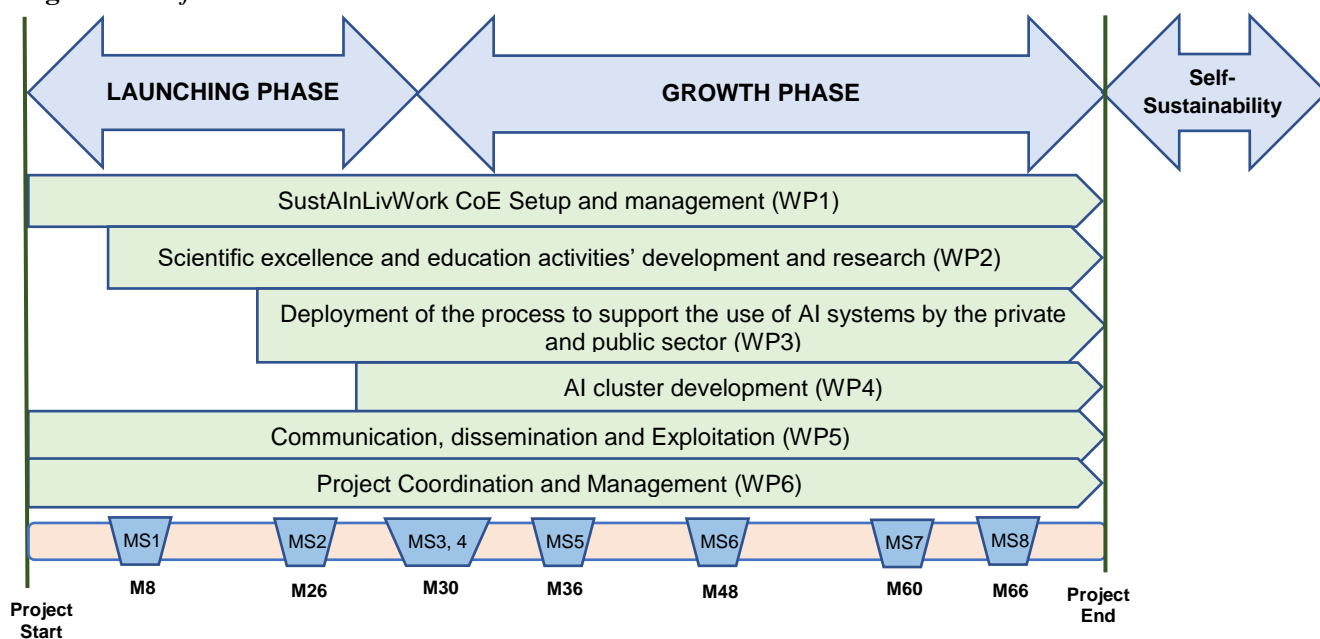 LAUNCHING PHASE
GROWTH PHASE
Self-
Sustainability
SustAInLivWork CoE Setup and management (WP1)
Scientific excellence and education activities’ development and research (WP2)
Deployment of the process to support the use of AI systems by the private
and public sector (WP3)
AI cluster development (WP4)
Communication, dissemination and Exploitation (WP5)
Project Coordination and Management (WP6)
MS1
MS2
MS3, 4
MS5
MS6
MS7
MS8
M8
M26
M30
M36
M48
M60
M66
Project
Start
Project
End